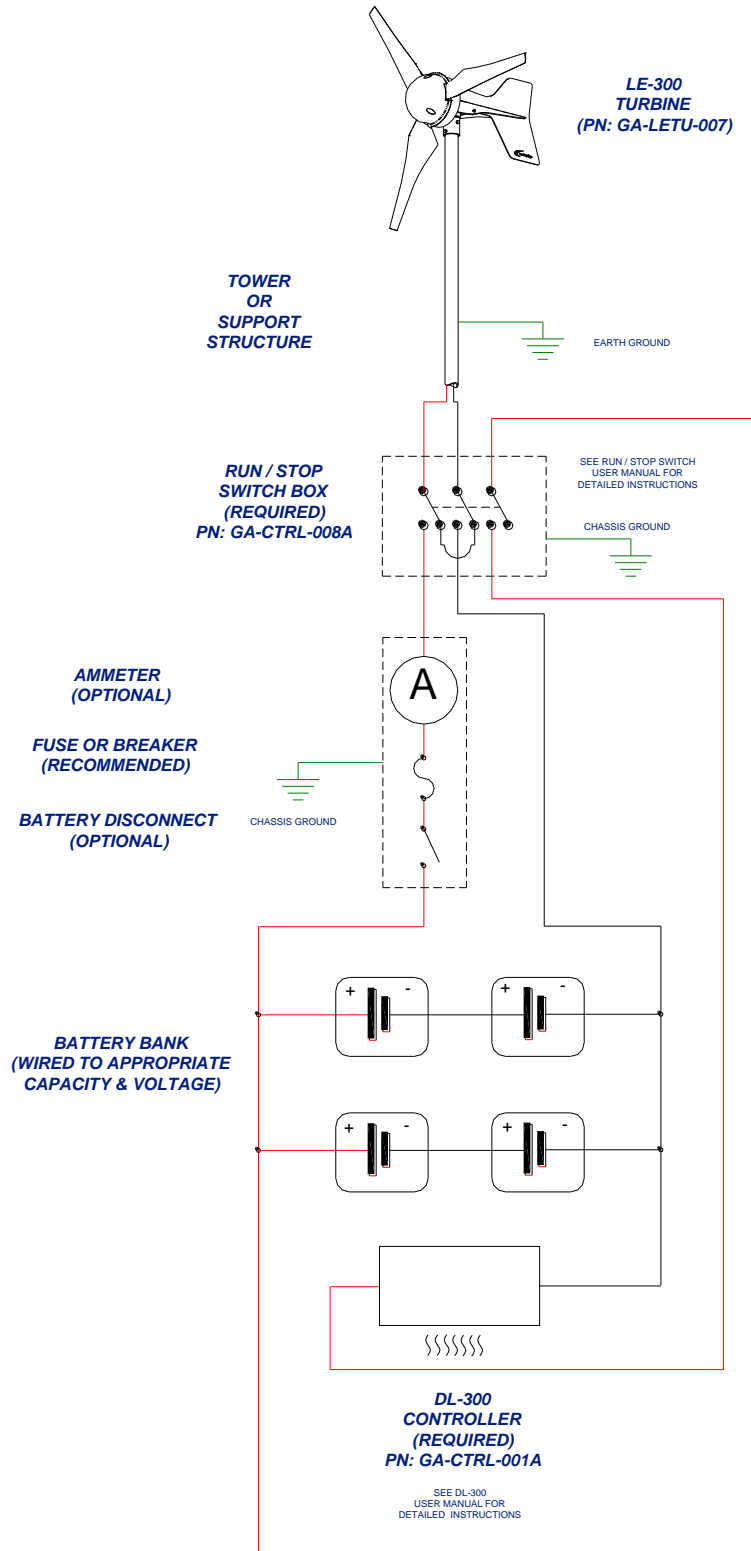 LE-300
TURBINE
(PN: GA-LETU-007)
TOWER
OR
SUPPORT
STRUCTURE
EARTH GROUND
RUN / STOP
SWITCH BOX
(REQUIRED)
PN: GA-CTRL-008A
SEE RUN / STOP SWITCH
USER MANUAL FOR
DETAILED INSTRUCTIONS
CHASSIS GROUND
AMMETER
(OPTIONAL)
A
FUSE OR BREAKER
(RECOMMENDED)
BATTERY DISCONNECT
(OPTIONAL)
CHASSIS GROUND
+ - + -
BATTERY BANK
(WIRED TO APPROPRIATE
CAPACITY & VOLTAGE)
+ - + -
DL-300
CONTROLLER
(REQUIRED)
PN: GA-CTRL-001A
SEE DL-300
USER MANUAL FOR
DETAILED INSTRUCTIONS